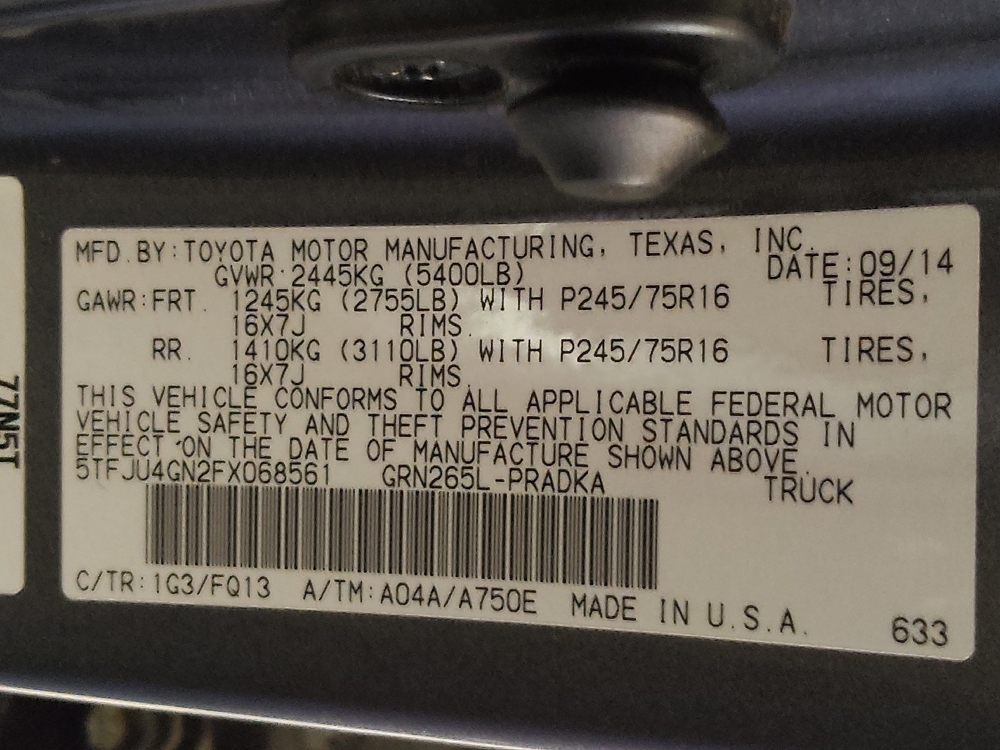 MFD. BY:TOYOTA MOTOR MANUFACTURING, TEXAS, INC.
GVWR:2445KG (5400LB) DATE:09/14
GAWR:FRT. 1245KG (2755LB) WITH P245/75R16 TIRES,
16X7J RIMS.
RR. 1410KG (3110LB) WITH P245/75R16 TIRES,
16X7J RIMS.
THIS VEHICLE CONFORMS TO ALL APPLICABLE FEDERAL MOTOR
VEHICLE SAFETY AND THEFT PREVENTION STANDARDS IN
EFFECT ON THE DATE OF MANUFACTURE SHOWN ABOVE.
5TFJU4GN2FX068561 GRN265L-PRADKA TRUCK
C/TR:1G3/FQ13 A/TM:A04A/A750E MADE IN U.S.A.
633